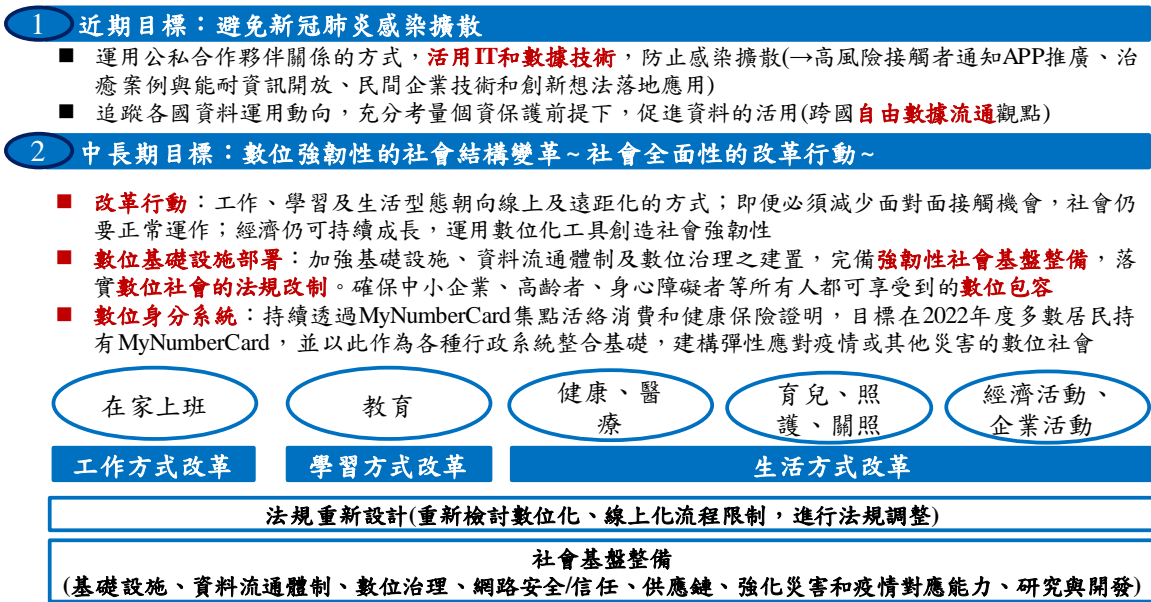 1 近期目標：避免新冠肺炎感染擴散
■ 運用公私合作夥伴關係的方式，活用IT和數據技術，防止感染擴散(→高風險接觸者通知APP推廣、治
癒案例與能耐資訊開放、民間企業技術和創新想法落地應用)
■ 追蹤各國資料運用動向，充分考量個資保護前提下，促進資料的活用(跨國自由數據流通觀點)
2 中長期目標：數位強韌性的社會結構變革~社會全面性的改革行動~
■ 改革行動：工作、學習及生活型態朝向線上及遠距化的方式；即便必須減少面對面接觸機會，社會仍
要正常運作；經濟仍可持續成長，運用數位化工具創造社會強韌性
■ 數位基礎設施部署：加強基礎設施、資料流通體制及數位治理之建置，完備強韌性社會基盤整備，落
實數位社會的法規改制。確保中小企業、高齡者、身心障礙者等所有人都可享受到的數位包容
■ 數位身分系統：持續透過MyNumberCard集點活絡消費和健康保險證明，目標在2022年度多數居民持
有MyNumberCard，並以此作為各種行政系統整合基礎，建構彈性應對疫情或其他災害的數位社會
在家上班
教育
健康、醫
療
育兒、照
護、關照
經濟活動、
企業活動
工作方式改革
學習方式改革
生活方式改革
法規重新設計(重新檢討數位化、線上化流程限制，進行法規調整)
社會基盤整備
(基礎設施、資料流通體制、數位治理、網路安全/信任、供應鏈、強化災害和疫情對應能力、研究與開發)